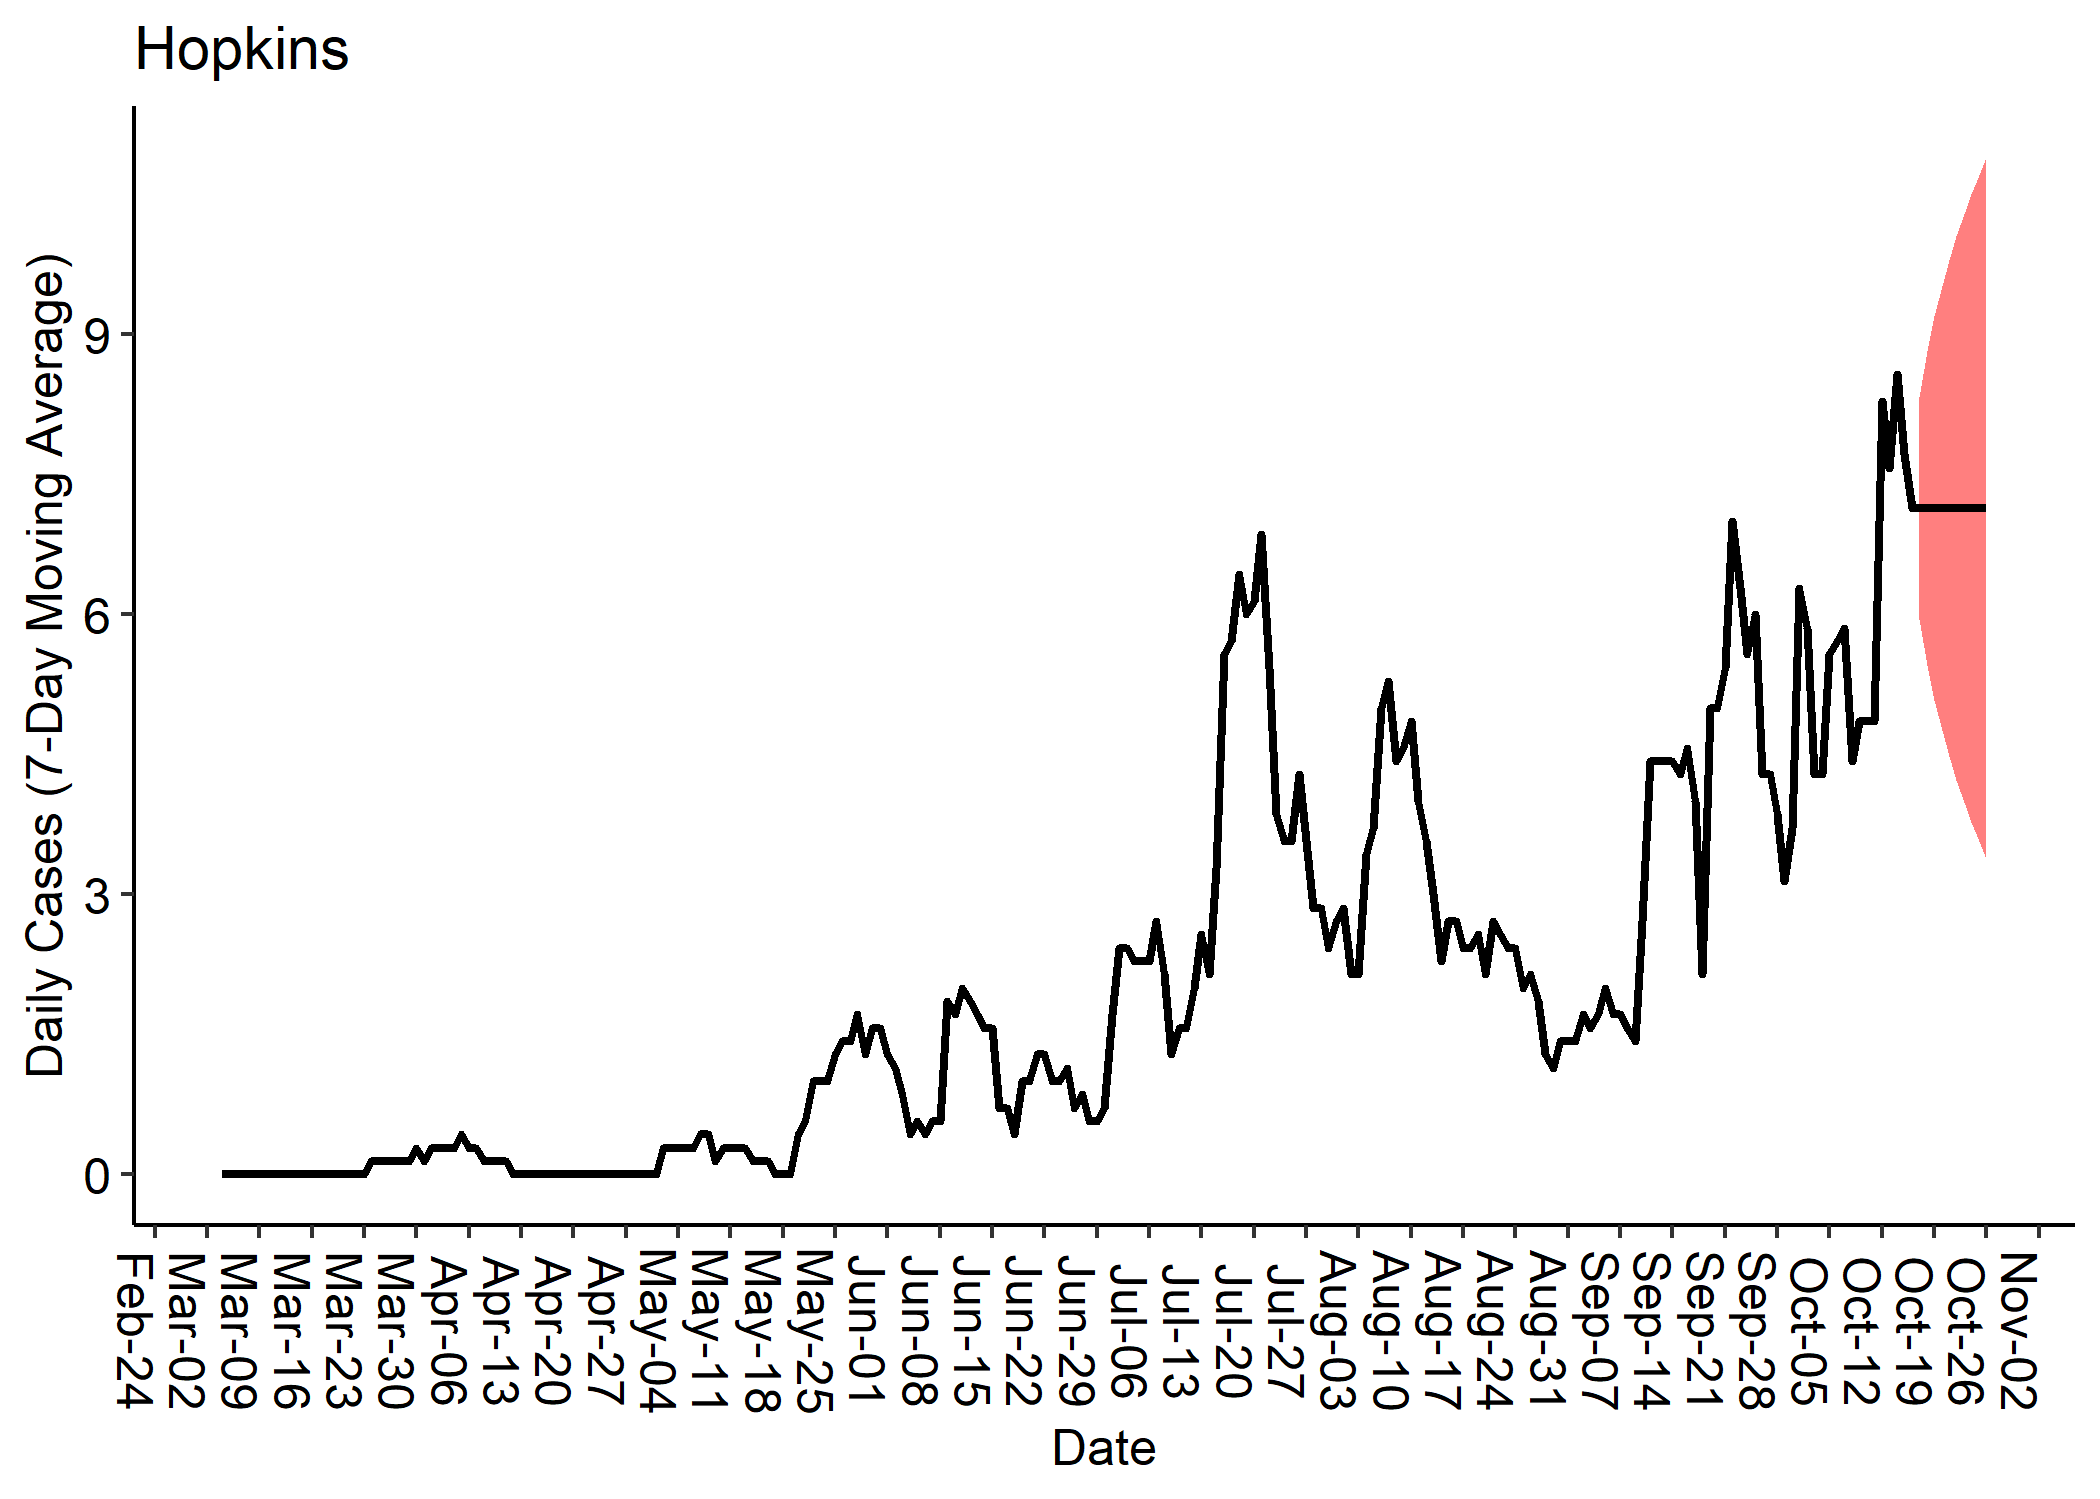 Hopkins
Daily Cases (7-Day Moving Average)
9
6
3
0
Feb-24
Mar-02
Mar-09
Mar-16
Mar-23
Mar-30
Apr-06
Apr-13
Apr-20
Apr-27
May-04
May-11
May-18
May-25
Jun-01
Jun-08
Jun-15
Jun-22
Jun-29
Jul-06
Jul-13
Jul-20
Jul-27
Aug-03
Aug-10
Aug-17
Aug-24
Aug-31
Sep-07
Sep-14
Sep-21
Sep-28
Oct-05
Oct-12
Oct-19
Oct-26
Nov-02
Date